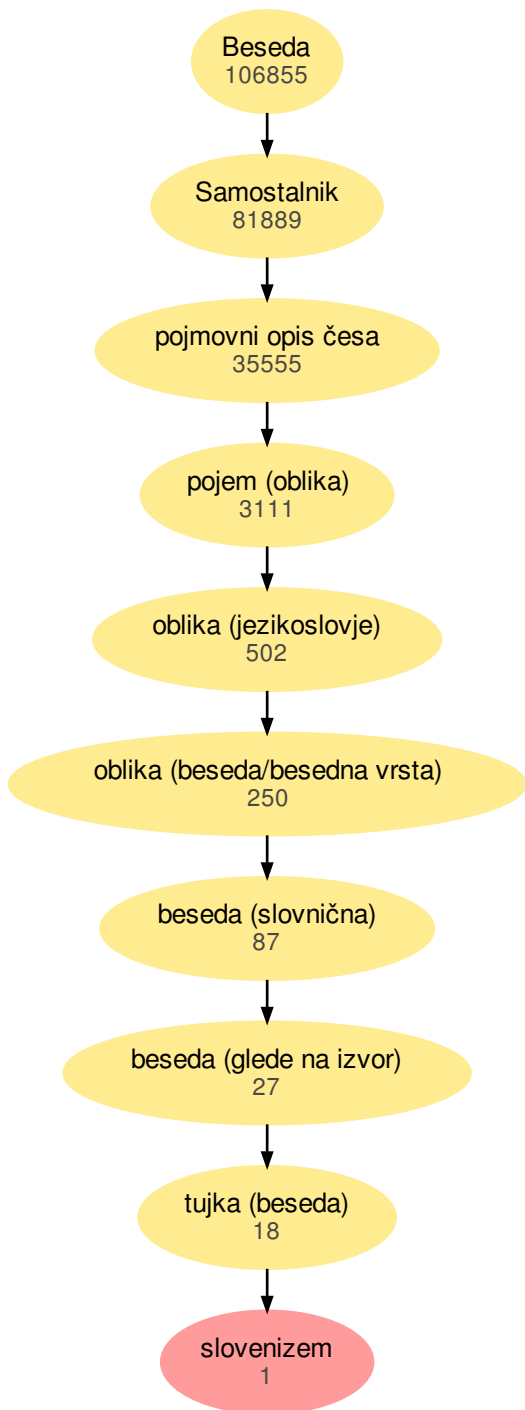 Beseda
106855
Samostalnik
81889
pojmovni opis česa
35555
pojem (oblika)
3111
oblika (jezikoslovje)
502
oblika (beseda/besedna vrsta)
250
beseda (slovnična)
87
beseda (glede na izvor)
27
tujka (beseda)
18
slovenizem
1